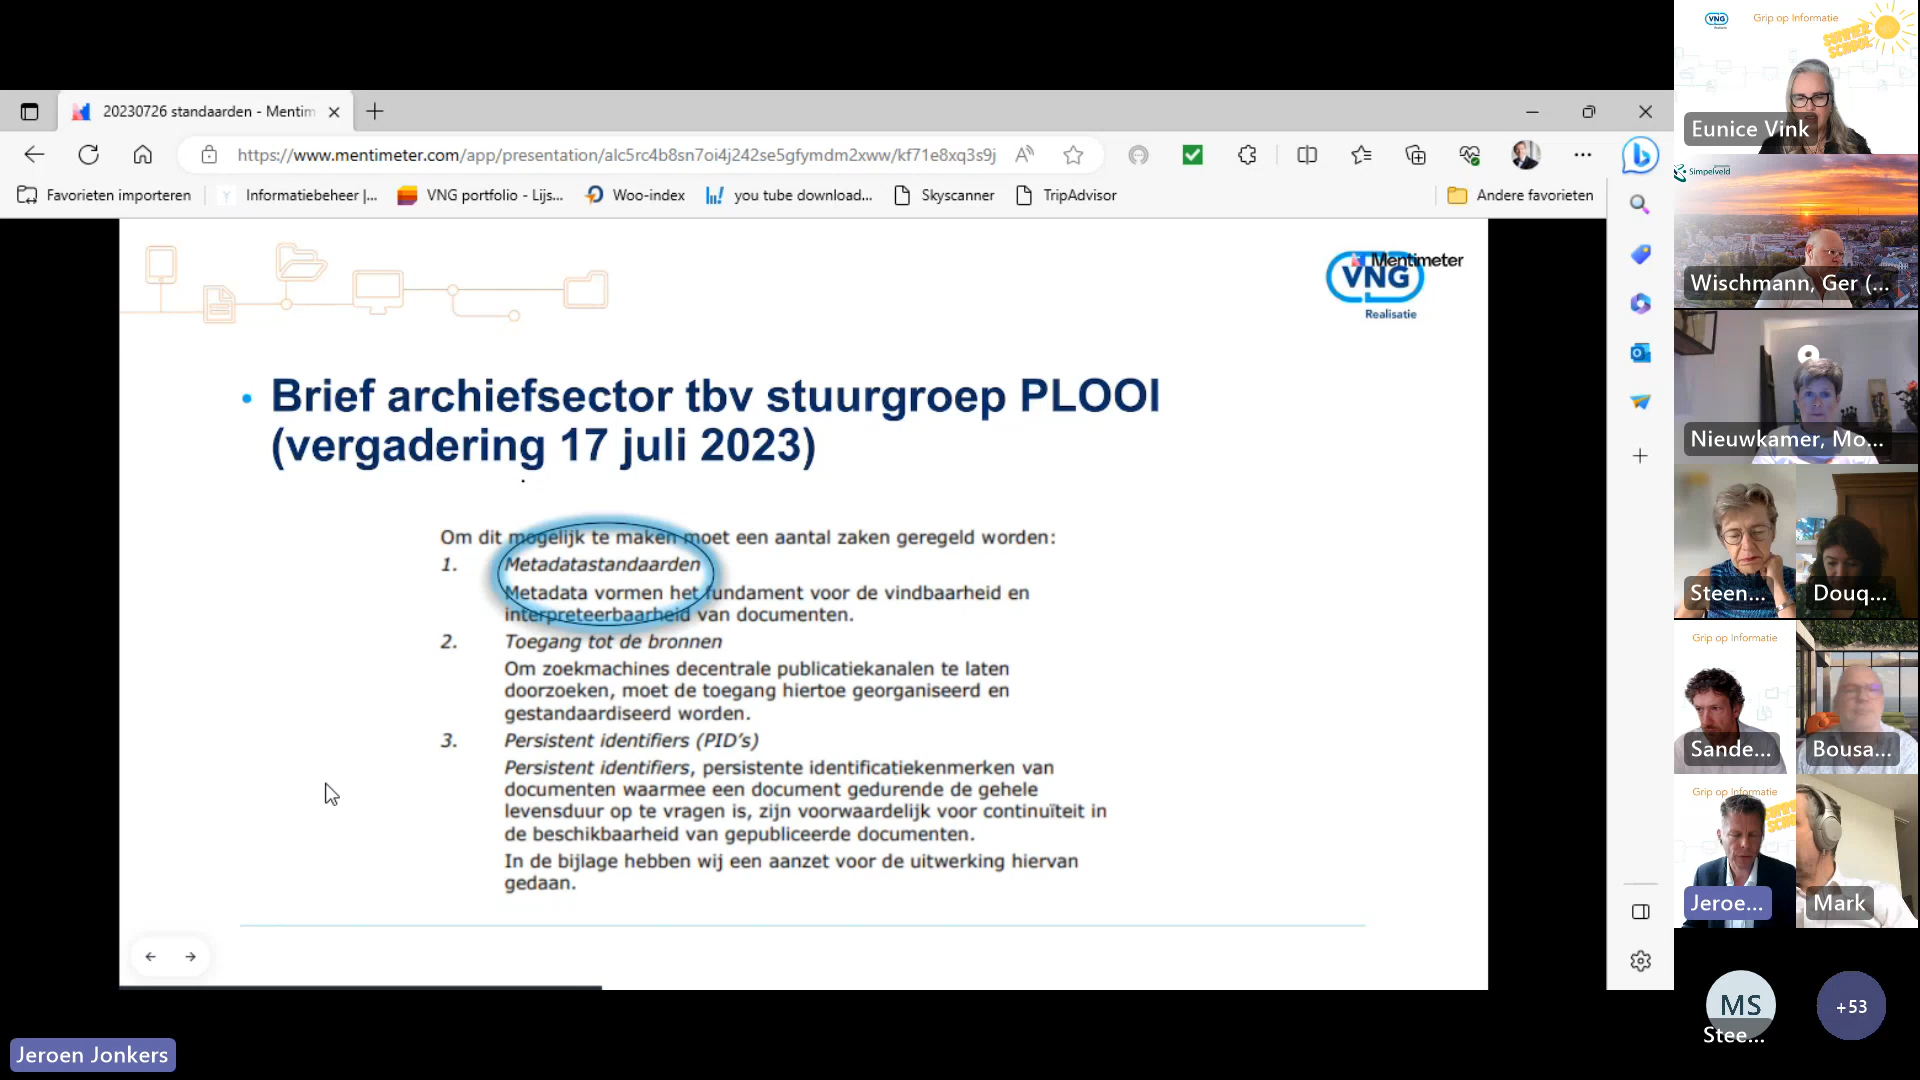 20230726 standaarden - Mentim
https://www.mentimeter.com/app/presentation/alc5rc4b8sn7oi4j242se5gfymdm2xww/kf71e8xq3s9j
Favorieten importeren
Informatiebeheer |...
VNG portfolio - Lijs...
Woo-index
you tube download...
Skyscanner
TripAdvisor
Andere favorieten
Mentimeter
VNG
Realisatie
• Brief archiefsector tbv stuurgroep PLOOI
(vergadering 17 juli 2023)
Om dit mogelijk te maken moet een aantal zaken geregeld worden:
1. Metadatastandaarden
Metadata vormen het fundament voor de vindbaarheid en
interpreteerbaarheid van documenten.
2. Toegang tot de bronnen
Om zoekmachines decentrale publicatiekanalen te laten
doorzoeken, moet de toegang hiertoe georganiseerd en
gestandaardiseerd worden.
3. Persistent identifiers (PID's)
Persistent identifiers, persistente identificatiekenmerken van
documenten waarmee een document gedurende de gehele
levensduur op te vragen is, zijn voorwaardelijk voor continuïteit in
de beschikbaarheid van gepubliceerde documenten.
In de bijlage hebben wij een aanzet voor de uitwerking hiervan
gedaan.
Jeroen Jonkers
VNG
Realisatie
Grip op Informatie
SUMMER
SCHOOL
Eunice Vink
Simpelveld
Wischmann, Ger (...
Nieuwkamer, Mo...
Steen...
Douq...
Grip op Informatie
Sande...
Bousa...
Grip op Informatie
Jeroe...
Mark
MS
Stee...
+53